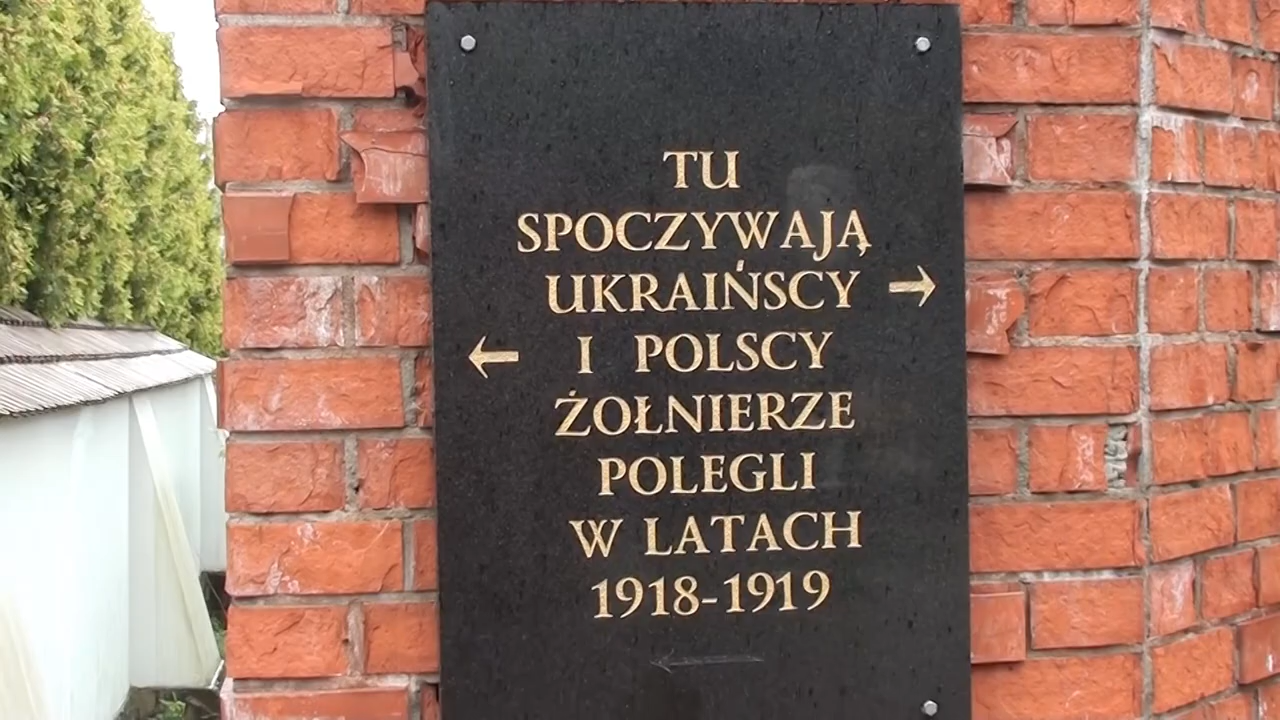 TU
SPOCZYWAJĄ
UKRAIŃSCY →
← I POLSCY
ŻOŁNIERZE
POLEGLI
W LATACH
1918-1919